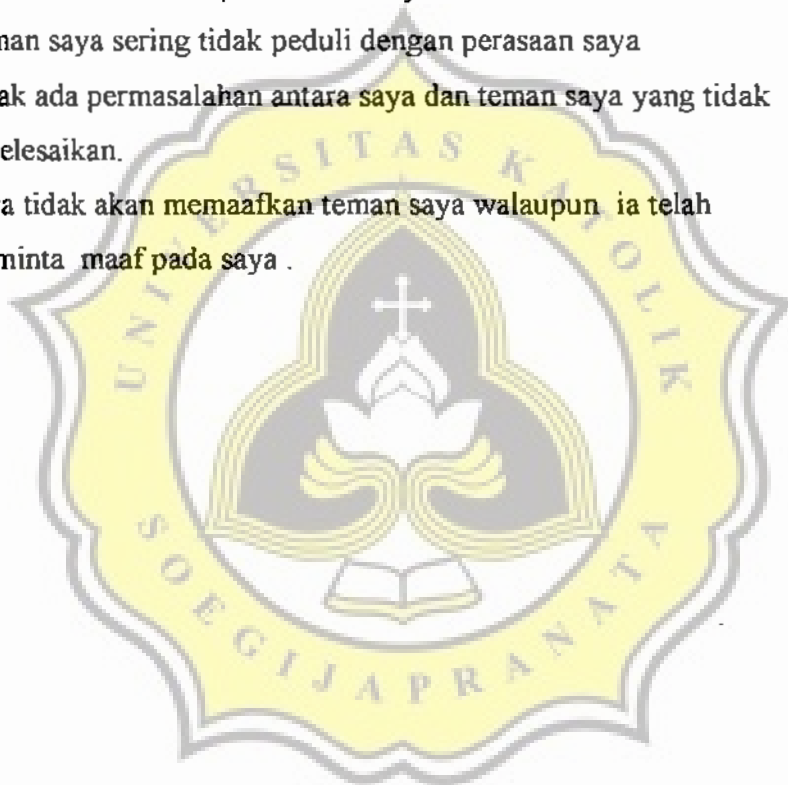 man saya sering tidak peduli dengan perasaan saya
ak ada permasalahan antara saya dan teman saya yang tidak
elesaikan.
a tidak akan memaafkan teman saya walaupun ia telah
minta maaf pada saya .
UNIVERSITAS KATOLIK
SOEGIJAPRANATA